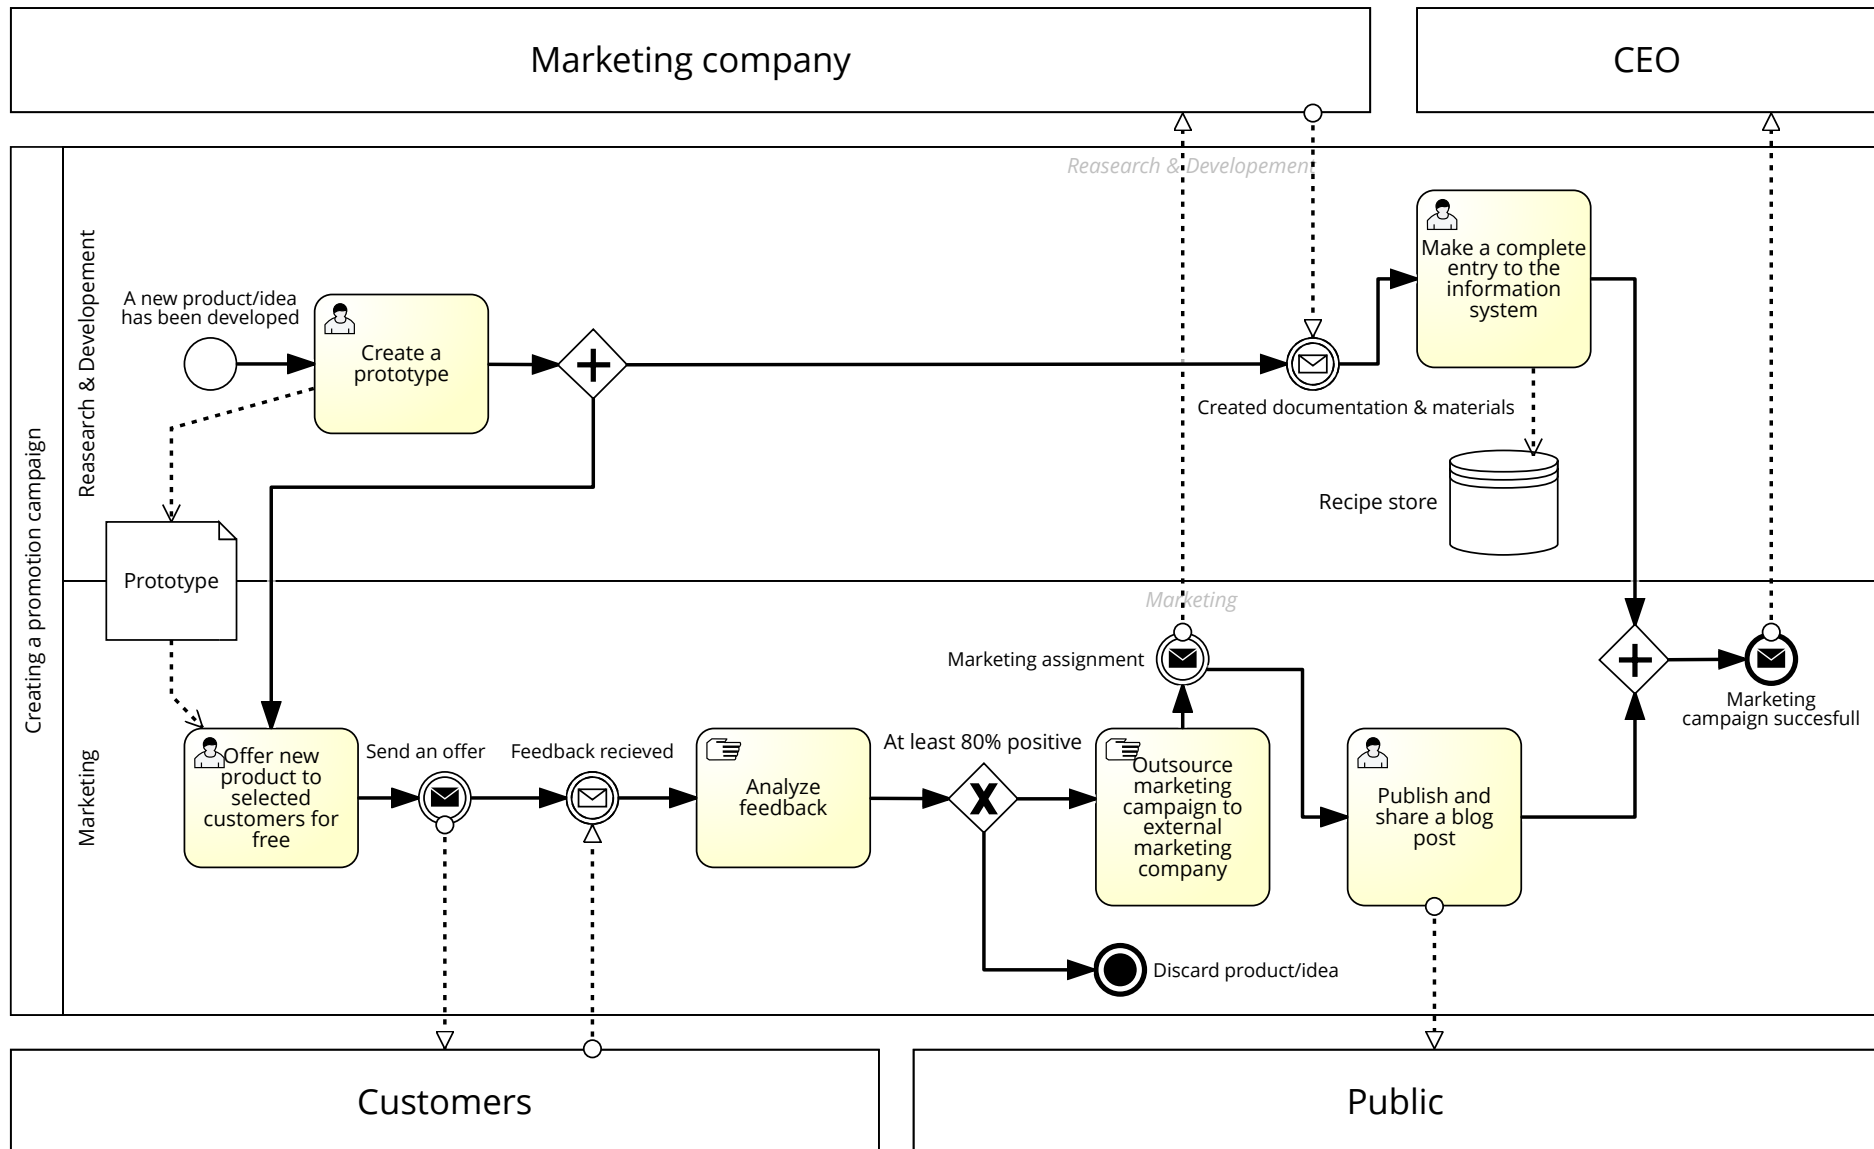 Marketing company
CEO
Creating a promotion campaign
Reasearch & Developement
Reasearch & Developement
A new product/idea
has been developed
Create a
prototype
Created documentation & materials
Make a complete
entry to the
information
system
Recipe store
Prototype
Marketing
Marketing
Marketing assignment
Marketing
campaign succesfull
Offer new
product to
selected
customers for
free
Send an offer
Feedback recieved
Analyze
feedback
At least 80% positive
Outsource
marketing
campaign to
external
marketing
company
Publish and
share a blog
post
Discard product/idea
Customers
Public